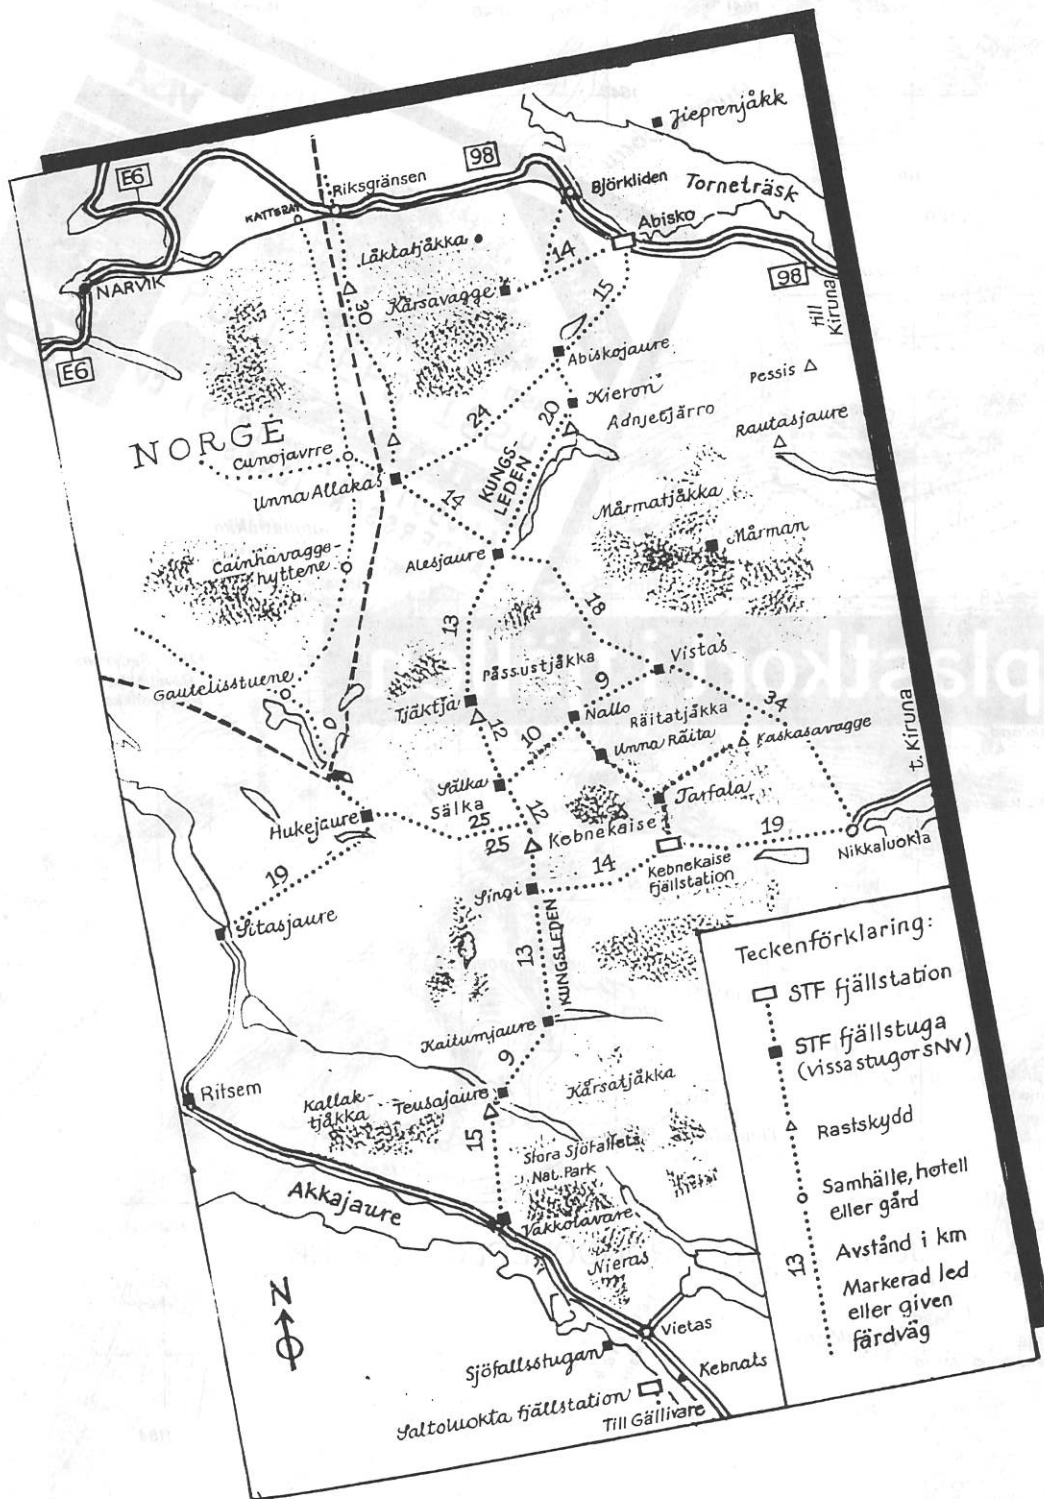 Jieprenjåkk
E6
98
Riksgränsen
Björkliden
Torneträsk
KATTERAT
Abisko
Låktatjåkka
14
98
NARVIK
30
Kårsavagge
15
till
Kiruna
E6
Abiskojaure
Pessis
Kieron
24
20
Adnjetjårro
Rautasjaure
NORGE
Cunojavrre
KUNGS-
LEDEN
Unna Allakas
14
Mårmatjåkka
Mårman
Alesjaure
Cainhavagge-
hyttene
18
13
plastkort i fjällen
Påssustjåkka
Vistas
Gautelisstuene
9
Tjäktja
Nallo
34
Räitatjåkka
12
10
Unna Räita
Kaskasavagge
t. Kiruna
Sälka
Sälka
Tarfala
12
Hukejaure
25
25
Kebnekaise
19
Nikkaluokla
19
14
Kebnekaise
fjällstation
Singi
Sitasjaure
13
KUNGSLEDEN
Kaitumjaure
9
Ritsem
Kallak-
tjåkka
Teusajaure
Kårsatjåkka
15
Stora Sjöfallets
Nat. Park
Akkajaure
Vakkotavare
Nieras
N
Vietas
Sjöfallsstugan
Kebnats
Saltoluokta fjällstation
Till Gällivare
Teckenförklaring:
STF fjällstation
STF fjällstuga
(vissa stugor SNV)
Rastskydd
Samhälle, hotell
eller gård
13
Avstånd i km
Markerad led
eller given
färdväg